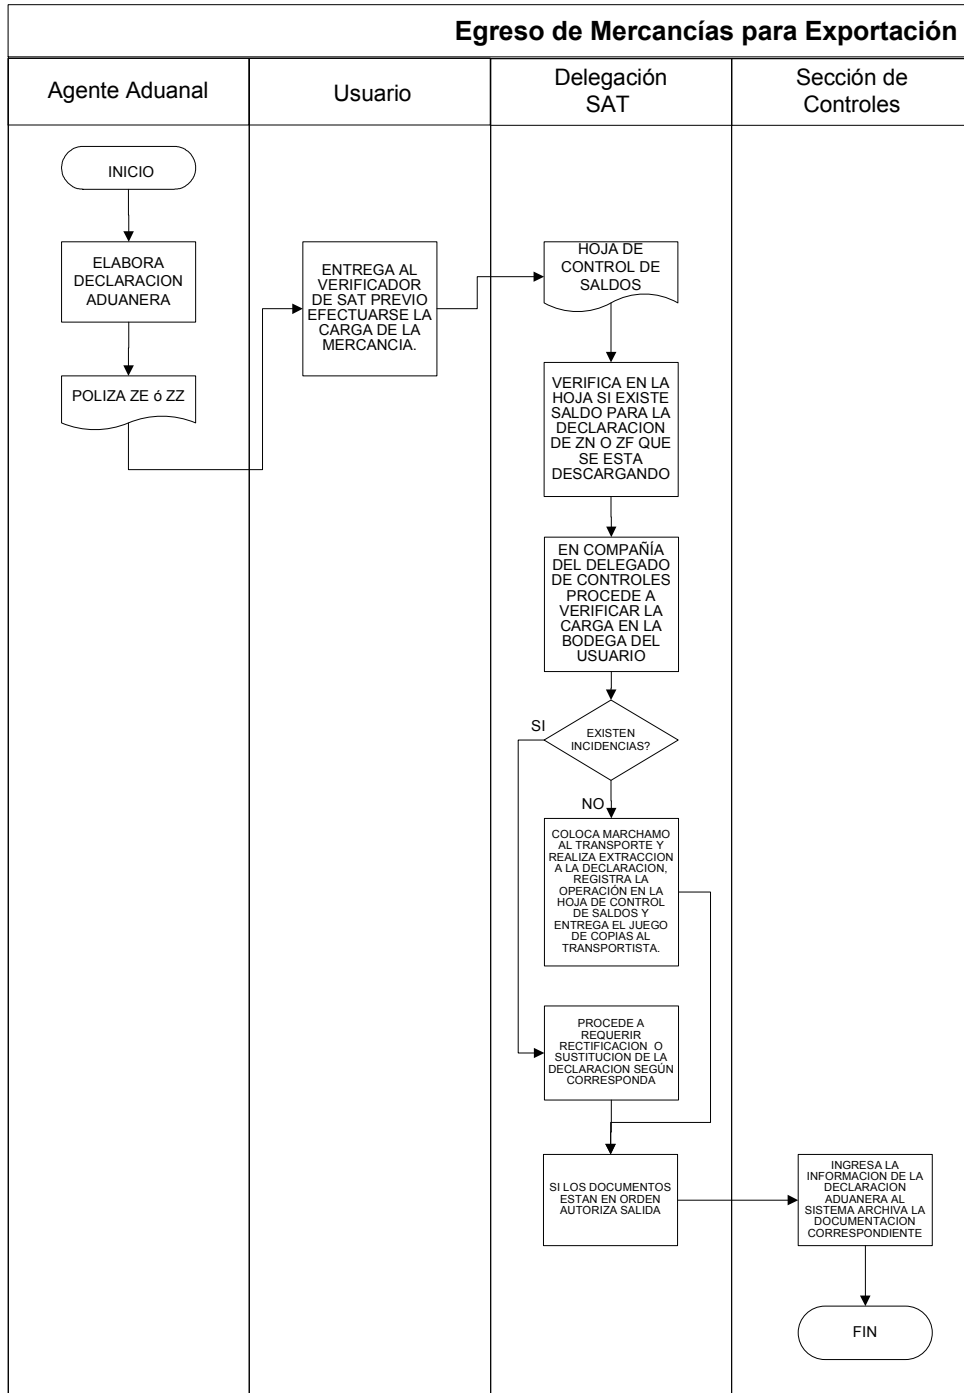 Egreso de Mercancías para Exportación
Agente Aduanal
Usuario
Delegación
SAT
Sección de
Controles
INICIO
ELABORA
DECLARACION
ADUANERA
POLIZA ZE ó ZZ
ENTREGA AL
VERIFICADOR
DE SAT PREVIO
EFECTUARSE LA
CARGA DE LA
MERCANCIA.
HOJA DE
CONTROL DE
SALDOS
VERIFICA EN LA
HOJA SI EXISTE
SALDO PARA LA
DECLARACION
DE ZN O ZF QUE
SE ESTA
DESCARGANDO
EN COMPAÑÍA
DEL DELEGADO
DE CONTROLES
PROCEDE A
VERIFICAR LA
CARGA EN LA
BODEGA DEL
USUARIO
EXISTEN
INCIDENCIAS?
SI
NO
COLOCA MARCHAMO
AL TRANSPORTE Y
REALIZA EXTRACCION
A LA DECLARACION,
REGISTRA LA
OPERACIÓN EN LA
HOJA DE CONTROL
DE SALDOS Y
ENTREGA EL JUEGO
DE COPIAS AL
TRANSPORTISTA.
PROCEDE A
REQUERIR
RECTIFICACION O
SUSTITUCION DE LA
DECLARACION SEGÚN
CORRESPONDA
SI LOS DOCUMENTOS
ESTAN EN ORDEN
AUTORIZA SALIDA
INGRESA LA
INFORMACION DE LA
DECLARACION
ADUANERA AL
SISTEMA ARCHIVA LA
DOCUMENTACION
CORRESPONDIENTE
FIN